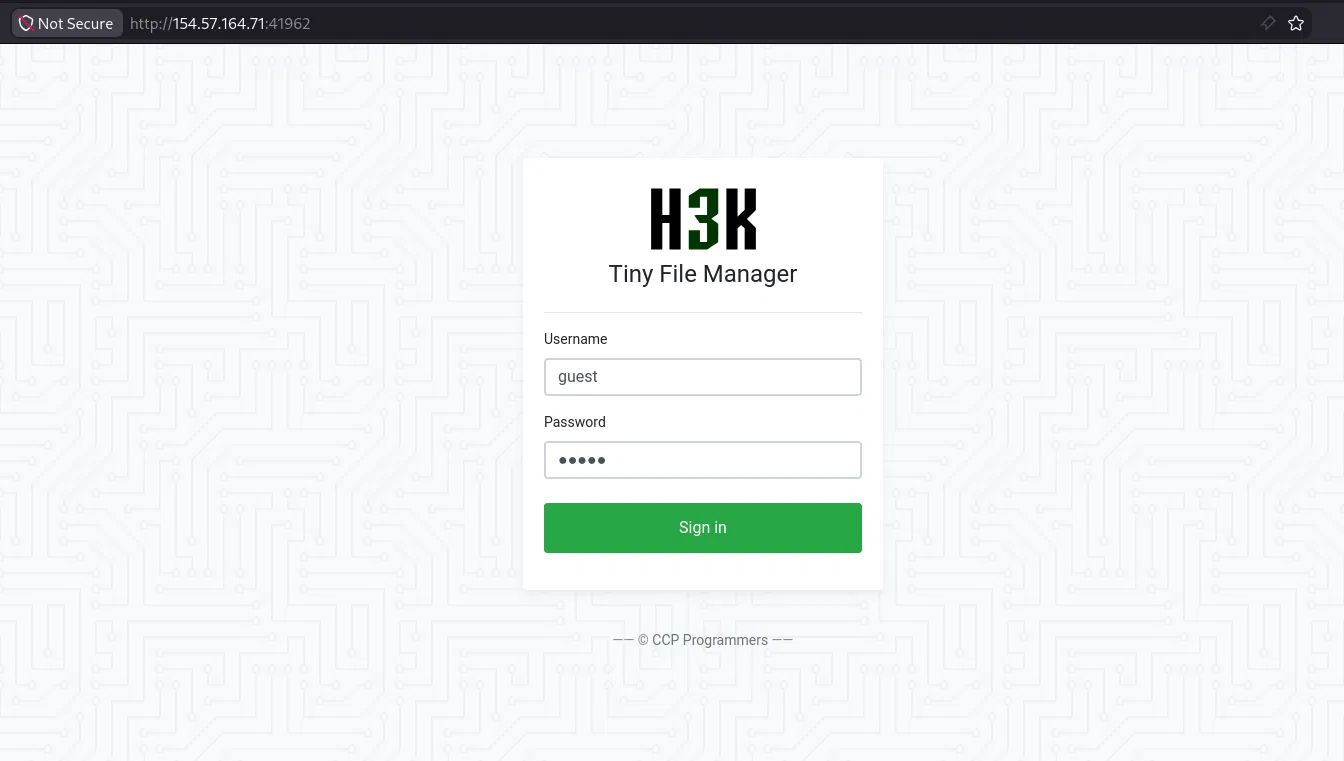 Not Secure http://154.57.164.71:41962
H3K
Tiny File Manager
Username
guest
Password
•••••
Sign in
—— © CCP Programmers ——